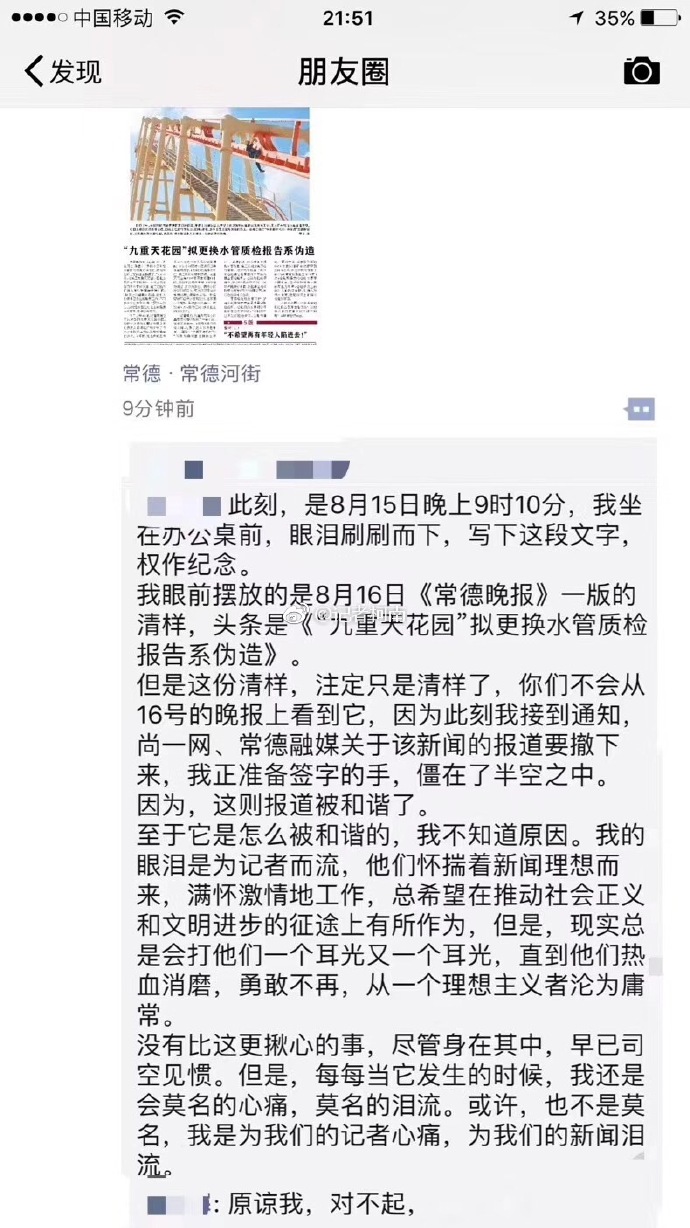 中国移动
21:51
35%
发现
朋友圈
“九重天花园”拟更换水管质检报告系伪造
“不希望再有年轻人陷进去！”
常德 · 常德河街
9分钟前
此刻，是8月15日晚上9时10分，我坐
在办公桌前，眼泪刷刷而下，写下这段文字，
权作纪念。
我眼前摆放的是8月16日《常德晚报》一版的
清样，头条是《“九重天花园”拟更换水管质检
报告系伪造》。
但是这份清样，注定只是清样了，你们不会从
16号的晚报上看到它，因为此刻我接到通知，
尚一网、常德融媒关于该新闻的报道要撤下
来，我正准备签字的手，僵在了半空之中。
因为，这则报道被和谐了。
至于它是怎么被和谐的，我不知道原因。我的
眼泪是为记者而流，他们怀揣着新闻理想而
来，满怀激情地工作，总希望在推动社会正义
和文明进步的征途上有所作为，但是，现实总
是会打他们一个耳光又一个耳光，直到他们热
血消磨，勇敢不再，从一个理想主义者沦为庸
常。
没有比这更揪心的事，尽管身在其中，早已司
空见惯。但是，每每当它发生的时候，我还是
会莫名的心痛，莫名的泪流。或许，也不是莫
名，我是为我们的记者心痛，为我们的新闻泪
流。
：原谅我，对不起，